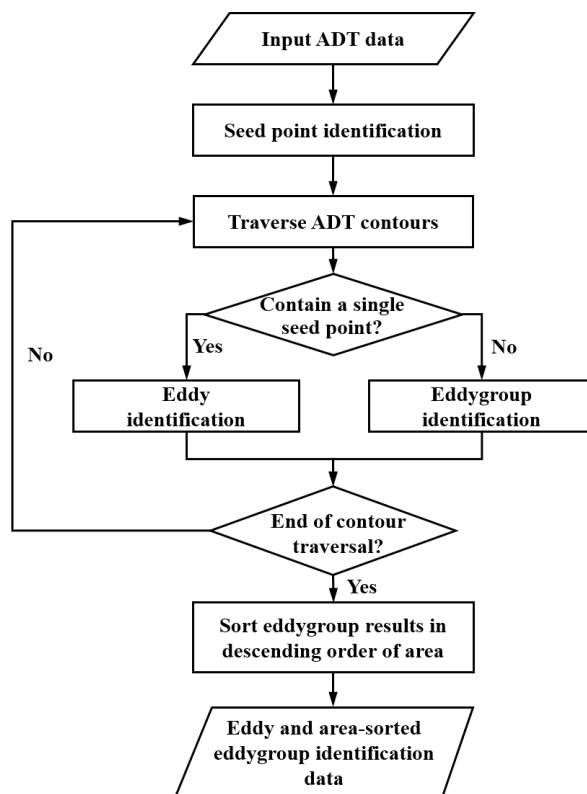 Input ADT data
Seed point identification
Traverse ADT contours
Contain a single
seed point?
Yes
No
No
Eddy
identification
Eddygroup
identification
End of contour
traversal?
Yes
Sort eddygroup results in
descending order of area
Eddy and area-sorted
eddygroup identification
data